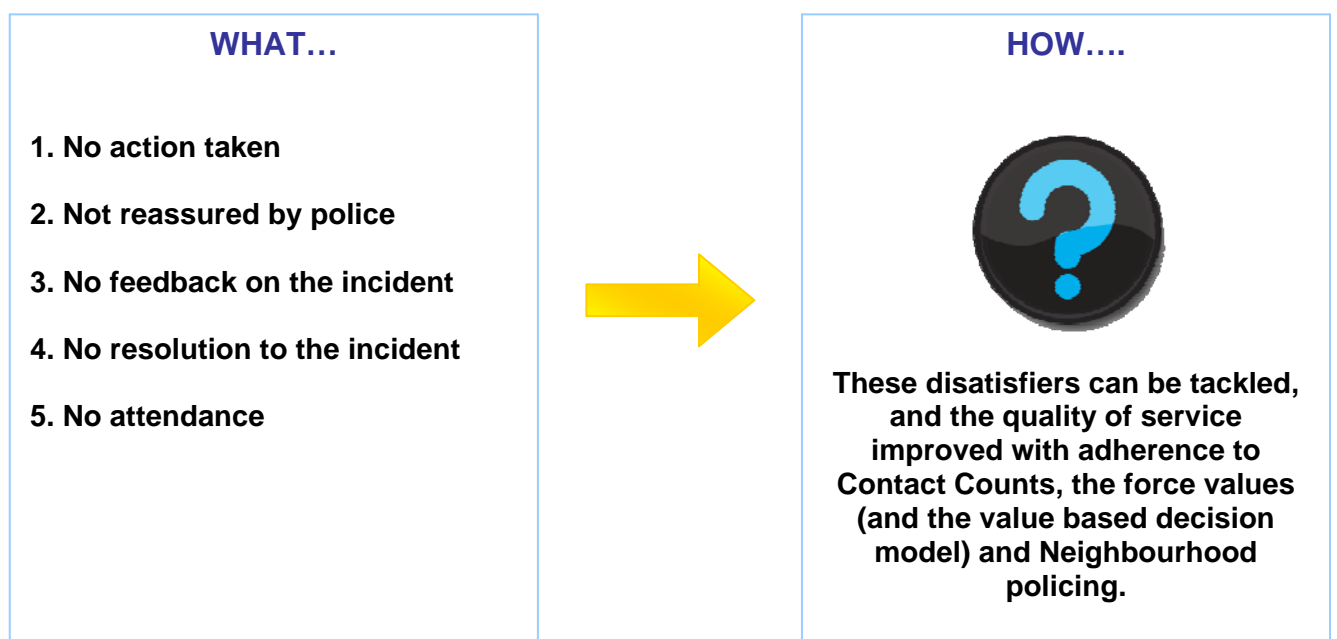 WHAT…
1. No action taken
2. Not reassured by police
3. No feedback on the incident
4. No resolution to the incident
5. No attendance
HOW….
?
These disatisfiers can be tackled,
and the quality of service
improved with adherence to
Contact Counts, the force values
(and the value based decision
model) and Neighbourhood
policing.